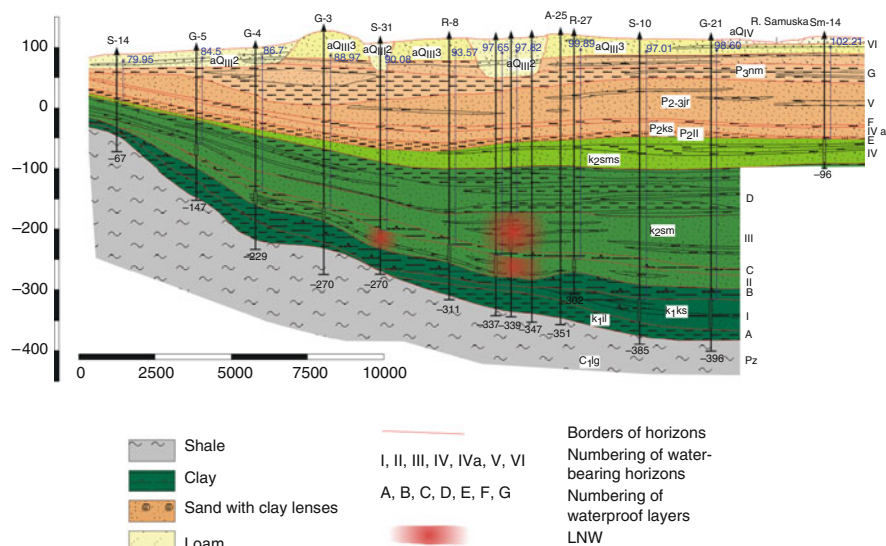 S-14 G-5 G-4 G-3 S-31 R-8 A-25 R-27 S-10 G-21 aQIV R. Samuska Sm-14
100 79.95 84.5 86.7 aQIII3 88.97 aQIII2 90.08 aQIII3 93.57 97.65 97.82 99.89 aQIII3 97.01 98.60 102.21 VI
aQIII2 aQIII2
P3nm G
0 P2-3jr V
F
P2ks P2ll IV a
E
k2sms IV
-67 -100 -96
-147 D
-200 k2sm III
-229 C
-270 -270 II
-300 -302 B
-311 k1ks I
-337 -339 -347 -351 k1il A
-385 -396
-400 C1lg Pz
0 2500 5000 7500 10000
Shale
Clay
Sand with clay lenses
Loam
Borders of horizons
I, II, III, IV, IVa, V, VI Numbering of water-
bearing horizons
A, B, C, D, E, F, G Numbering of
waterproof layers
LNW